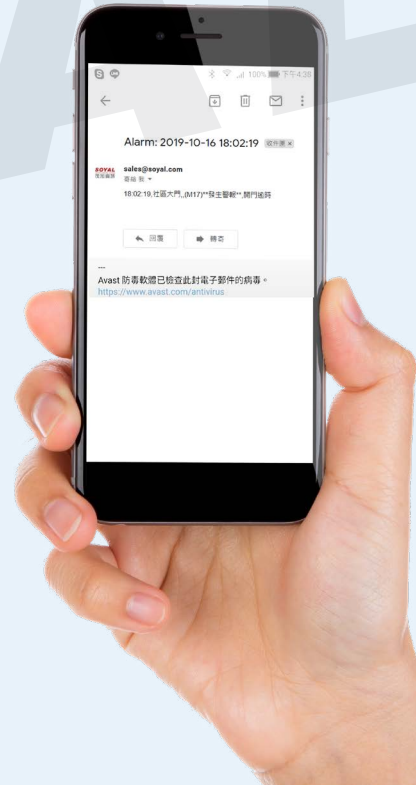 100% 下午4:38
Alarm: 2019-10-16 18:02:19 收件匣 ×
SOYAL
sales@soyal.com
寄給 我
18:02:19,社區大門,,(M17)**發生警報**,開門逾時
回覆 轉寄
---
Avast 防毒軟體已檢查此封電子郵件的病毒。
https://www.avast.com/antivirus